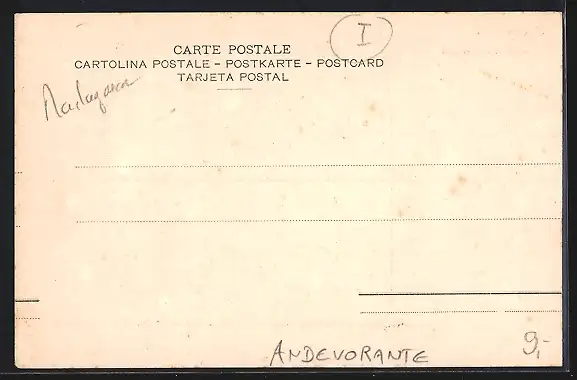 I
CARTE POSTALE
CARTOLINA POSTALE - POSTKARTE - POSTCARD
TARJETA POSTAL
Madagascar
ANDEVORANTE
9,-